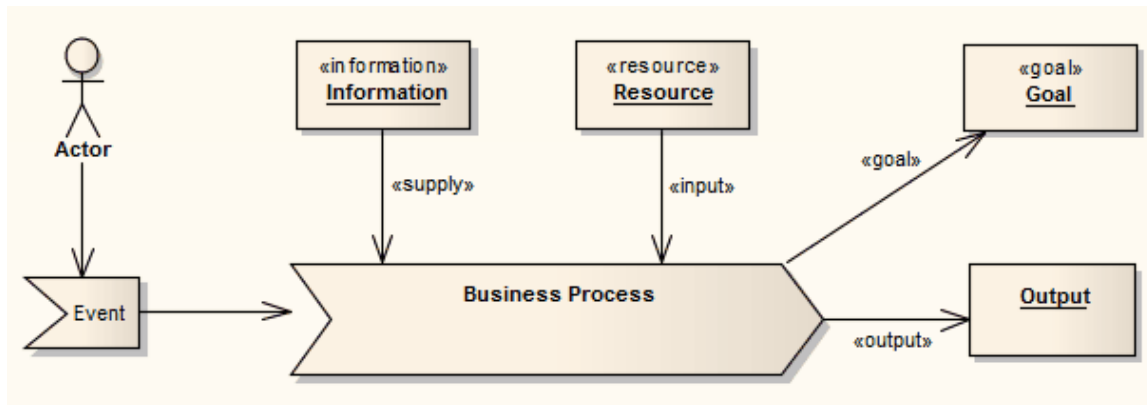 «information»
Information
«resource»
Resource
«goal»
Goal
Actor
«supply»
«input»
«goal»
Event
Business Process
Output
«output»